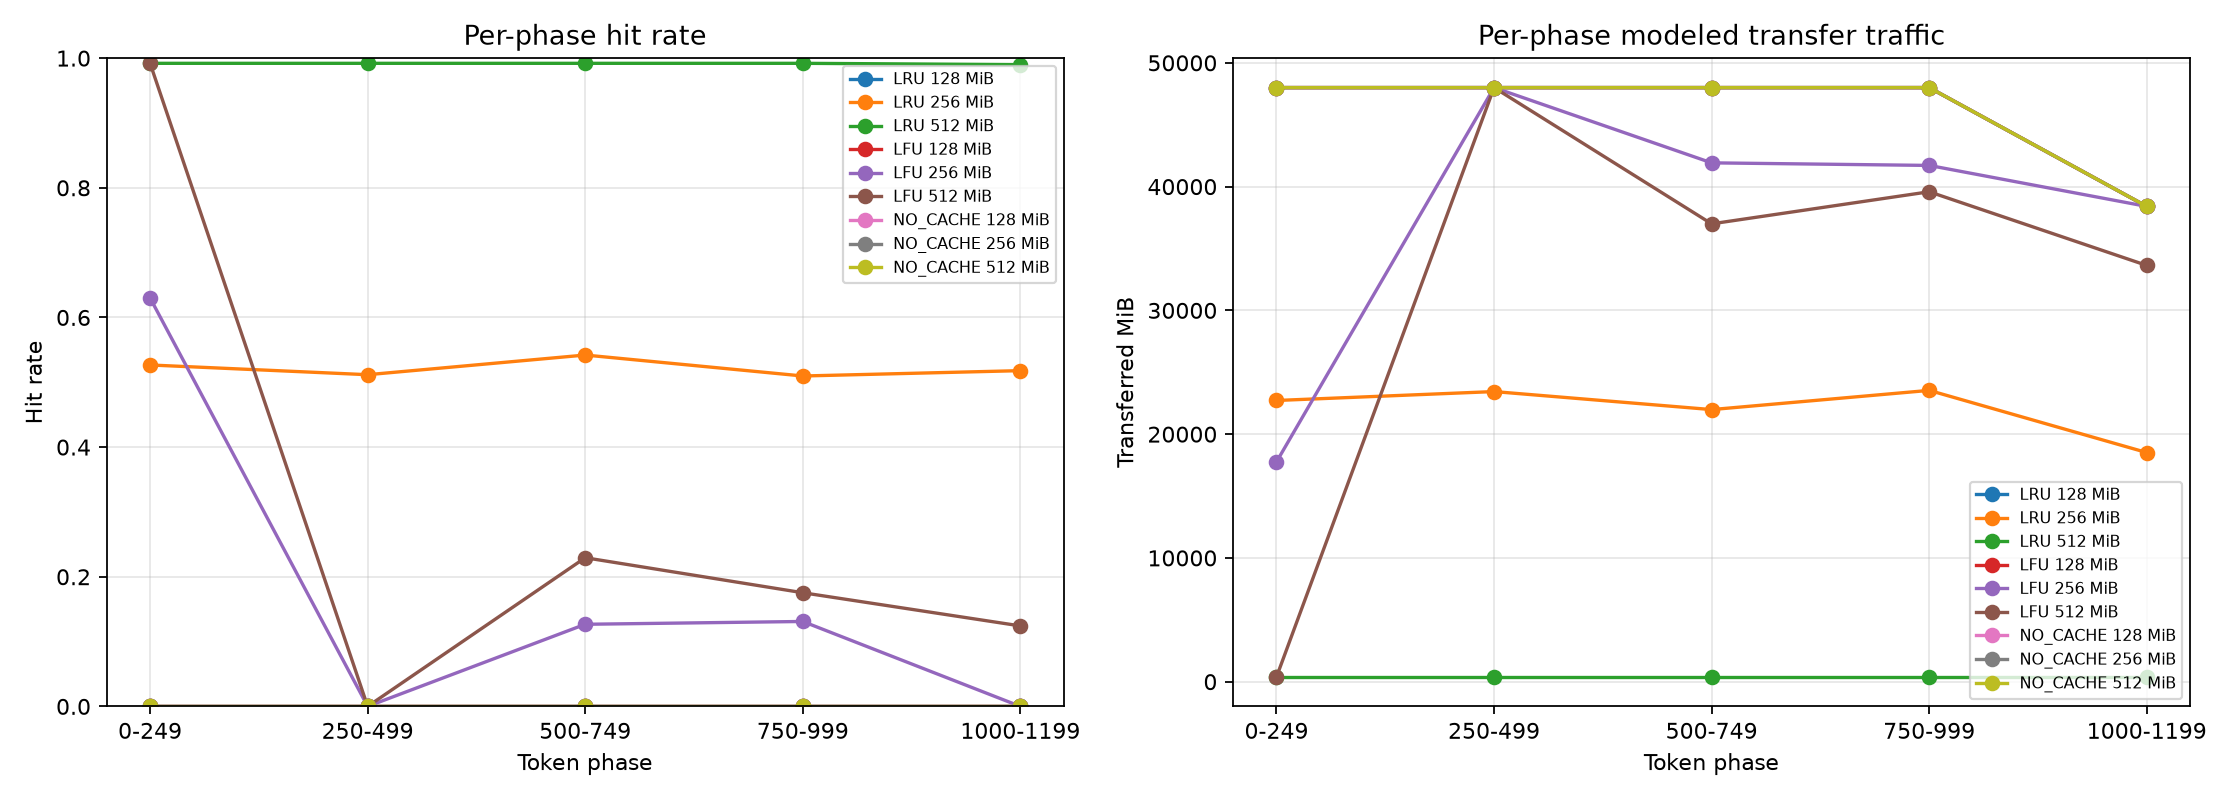 Per-phase hit rate
Hit rate
1.0
0.8
0.6
0.4
0.2
0.0
LRU 128 MiB
LRU 256 MiB
LRU 512 MiB
LFU 128 MiB
LFU 256 MiB
LFU 512 MiB
NO_CACHE 128 MiB
NO_CACHE 256 MiB
NO_CACHE 512 MiB
0-249
250-499
500-749
750-999
1000-1199
Token phase
Per-phase modeled transfer traffic
Transferred MiB
50000
40000
30000
20000
10000
0
LRU 128 MiB
LRU 256 MiB
LRU 512 MiB
LFU 128 MiB
LFU 256 MiB
LFU 512 MiB
NO_CACHE 128 MiB
NO_CACHE 256 MiB
NO_CACHE 512 MiB
0-249
250-499
500-749
750-999
1000-1199
Token phase